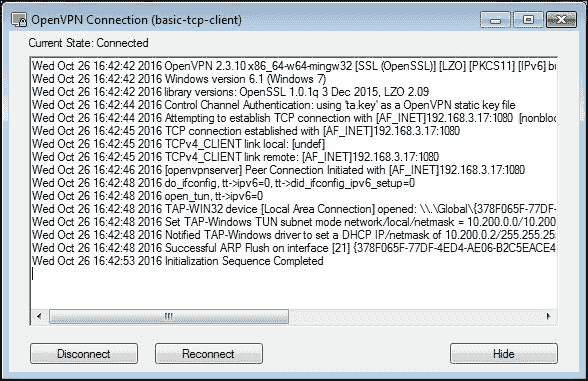 OpenVPN Connection (basic-tcp-client)
Current State: Connected
Wed Oct 26 16:42:42 2016 OpenVPN 2.3.10 x86_64-w64-mingw32 [SSL (OpenSSL)] [LZO] [PKCS11] [IPv6] bu
Wed Oct 26 16:42:42 2016 Windows version 6.1 (Windows 7)
Wed Oct 26 16:42:42 2016 library versions: OpenSSL 1.0.1q 3 Dec 2015, LZO 2.09
Wed Oct 26 16:42:44 2016 Control Channel Authentication: using 'ta.key' as a OpenVPN static key file
Wed Oct 26 16:42:44 2016 Attempting to establish TCP connection with [AF_INET]192.168.3.17:1080 [nonbloc
Wed Oct 26 16:42:45 2016 TCP connection established with [AF_INET]192.168.3.17:1080
Wed Oct 26 16:42:45 2016 TCPv4_CLIENT link local: [undef]
Wed Oct 26 16:42:45 2016 TCPv4_CLIENT link remote: [AF_INET]192.168.3.17:1080
Wed Oct 26 16:42:46 2016 [openvpnserver] Peer Connection Initiated with [AF_INET]192.168.3.17:1080
Wed Oct 26 16:42:48 2016 do_ifconfig, tt->ipv6=0, tt->did_ifconfig_ipv6_setup=0
Wed Oct 26 16:42:48 2016 open_tun, tt->ipv6=0
Wed Oct 26 16:42:48 2016 TAP-WIN32 device [Local Area Connection] opened: \\.\Global\{378F065F-77DF-
Wed Oct 26 16:42:48 2016 Set TAP-Windows TUN subnet mode network/local/netmask = 10.200.0.0/10.200
Wed Oct 26 16:42:48 2016 Notified TAP-Windows driver to set a DHCP IP/netmask of 10.200.0.2/255.255.255
Wed Oct 26 16:42:48 2016 Successful ARP Flush on interface [21] {378F065F-77DF-4ED4-AE06-B2C5EACE4
Wed Oct 26 16:42:53 2016 Initialization Sequence Completed
Disconnect
Reconnect
Hide